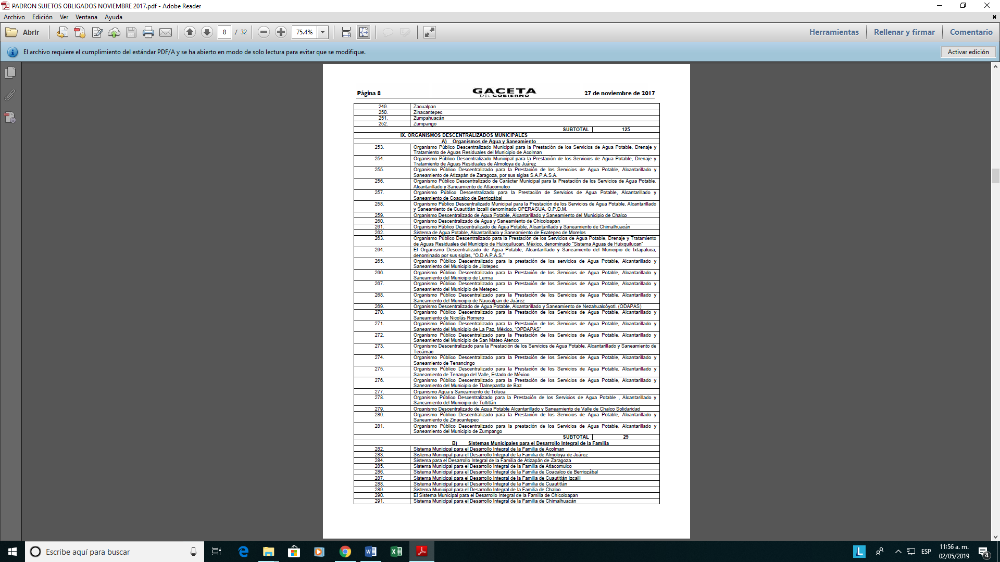 PADRON SUJETOS OBLIGADOS NOVIEMBRE 2017.pdf - Adobe Reader
Archivo Edición Ver Ventana Ayuda
Abrir 8 / 32 75.4% Herramientas Rellenar y firmar Comentario
El archivo requiere el cumplimiento del estándar PDF/A y se ha abierto en modo de solo lectura para evitar que se modifique. Activar edición
Página 8 GACETA DEL GOBIERNO 27 de noviembre de 2017
249. Zacualpan
250. Zinacantepec
251. Zumpahuacán
252. Zumpango
SUBTOTAL 125
IX. ORGANISMOS DESCENTRALIZADOS MUNICIPALES
A) Organismos de Agua y Saneamiento
253. Organismo Público Descentralizado Municipal para la Prestación de los Servicios de Agua Potable, Drenaje y
Tratamiento de Aguas Residuales del Municipio de Acolman
254. Organismo Público Descentralizado Municipal para la Prestación de los Servicios de Agua Potable, Drenaje y
Tratamiento de Aguas Residuales de Almoloya de Juárez
255. Organismo Público Descentralizado para la Prestación de los Servicios de Agua Potable, Alcantarillado y
Saneamiento de Atizapán de Zaragoza, por sus siglas S.A.P.A.S.A.
256. Organismo Público Descentralizado de Carácter Municipal para la Prestación de los Servicios de Agua Potable,
Alcantarillado y Saneamiento de Atlacomulco
257. Organismo Público Descentralizado para la Prestación de Servicios de Agua Potable, Alcantarillado y
Saneamiento de Coacalco de Berriozábal
258. Organismo Público Descentralizado Municipal para la Prestación de los Servicios de Agua Potable, Alcantarillado
y Saneamiento de Cuautitlán Izcalli denominado OPERAGUA, O.P.D.M.
259. Organismo Descentralizado de Agua Potable, Alcantarillado y Saneamiento del Municipio de Chalco
260. Organismo Descentralizado de Agua y Saneamiento de Chicoloapan
261. Organismo Público Descentralizado de Agua Potable, Alcantarillado y Saneamiento de Chimalhuacán
262. Sistema de Agua Potable, Alcantarillado y Saneamiento de Ecatepec de Morelos
263. Organismo Público Descentralizado para la Prestación de los Servicios de Agua Potable, Drenaje y Tratamiento
de Aguas Residuales del Municipio de Huixquilucan, México, denominado “Sistema Aguas de Huixquilucan”
264. El Organismo Descentralizado de Agua Potable, Alcantarillado y Saneamiento del Municipio de Ixtapaluca,
denominado por sus siglas, “O.D.A.P.A.S.”
265. Organismo Público Descentralizado para la prestación de los servicios de Agua Potable, Alcantarillado y
Saneamiento del Municipio de Jilotepec
266. Organismo Público Descentralizado para la Prestación de los Servicios de Agua Potable, Alcantarillado y
Saneamiento del Municipio de Lerma
267. Organismo Público Descentralizado para la Prestación de los Servicios de Agua Potable, Alcantarillado y
Saneamiento del Municipio de Metepec
268. Organismo Público Descentralizado para la Prestación de los Servicios de Agua Potable, Alcantarillado y
Saneamiento del Municipio de Naucalpan de Juárez
269. Organismo Descentralizado de Agua Potable, Alcantarillado y Saneamiento de Nezahualcóyotl. (ODAPAS)
270. Organismo Público Descentralizado para la Prestación de los Servicios de Agua Potable, Alcantarillado y
Saneamiento de Nicolás Romero
271. Organismo Público Descentralizado para la Prestación de los Servicios de Agua Potable, Alcantarillado y
Saneamiento del Municipio de La Paz, México, “OPDAPAS”
272. Organismo Público Descentralizado para la Prestación de los Servicios de Agua Potable, Alcantarillado y
Saneamiento del Municipio de San Mateo Atenco
273. Organismo Descentralizado para la Prestación de los Servicios de Agua Potable, Alcantarillado y Saneamiento de
Tecámac
274. Organismo Público Descentralizado para la Prestación de los Servicios de Agua Potable, Alcantarillado y
Saneamiento de Tenancingo
275. Organismo Público Descentralizado para la Prestación de los Servicios de Agua Potable, Alcantarillado y
Saneamiento de Tenango del Valle, Estado de México
276. Organismo Público Descentralizado para la Prestación de los Servicios de Agua Potable, Alcantarillado y
Saneamiento del Municipio de Tlalnepantla de Baz
277. Organismo Agua y Saneamiento de Toluca
278. Organismo Público Descentralizado para la Prestación de los Servicios de Agua Potable , Alcantarillado y
Saneamiento del Municipio de Tultitlán
279. Organismo Descentralizado de Agua Potable Alcantarillado y Saneamiento de Valle de Chalco Solidaridad
280. Organismo Público Descentralizado para la Prestación de los Servicios de Agua Potable, Alcantarillado y
Saneamiento de Zinacantepec
281. Organismo Público Descentralizado para la prestación de los Servicios de Agua Potable, Alcantarillado y
Saneamiento del Municipio de Zumpango
SUBTOTAL 29
B) Sistemas Municipales para el Desarrollo Integral de la Familia
282. Sistema Municipal para el Desarrollo Integral de la Familia de Acolman
283. Sistema Municipal para el Desarrollo Integral de la Familia de Almoloya de Juárez
284. Sistema para el Desarrollo Integral de la Familia de Atizapán de Zaragoza
285. Sistema Municipal para el Desarrollo Integral de la Familia de Atlacomulco
286. Sistema Municipal para el Desarrollo Integral de la Familia de Coacalco de Berriozábal
287. Sistema Municipal para el Desarrollo Integral de la Familia de Cuautitlán Izcalli
288. Sistema Municipal para el Desarrollo Integral de la Familia de Cuautitlán
289. Sistema Municipal para el Desarrollo Integral de la Familia de Chalco
290. El Sistema Municipal para el Desarrollo Integral de la Familia de Chicoloapan
291. Sistema Municipal para el Desarrollo Integral de la Familia de Chimalhuacán
Escribe aquí para buscar
L ESP 11:56 a. m.
02/05/2019 4